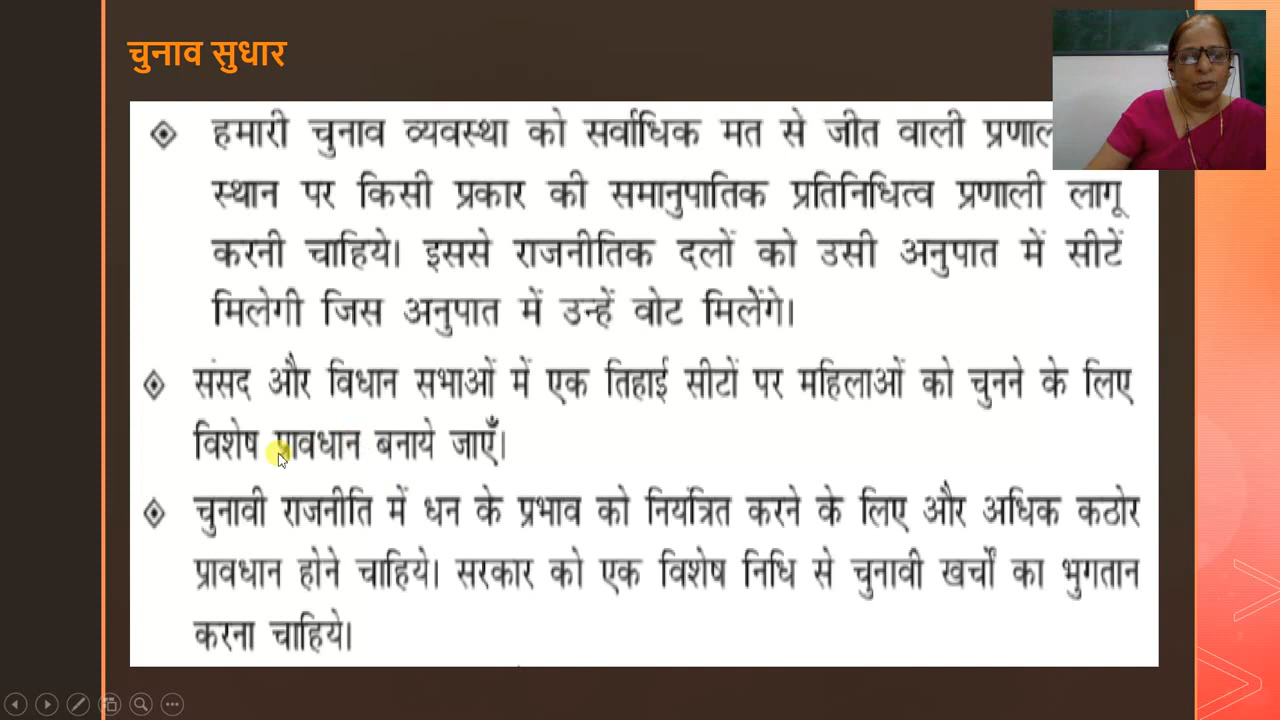 चुनाव सुधार
हमारी चुनाव व्यवस्था को सर्वाधिक मत से जीत वाली
स्थान पर किसी प्रकार की समानुपातिक प्रतिनिधित्व प्रणाली लागू
करनी चाहिये। इससे राजनीतिक दलों को उसी अनुपात में सीटें
मिलेगी जिस अनुपात में उन्हें वोट मिलेंगे।
संसद और विधान सभाओं में एक तिहाई सीटों पर महिलाओं को चुनने के लिए
विशेष प्रावधान बनाये जाएँ।
चुनावी राजनीति में धन के प्रभाव को नियंत्रित करने के लिए और अधिक कठोर
प्रावधान होने चाहिये। सरकार को एक विशेष निधि से चुनावी खर्चों का भुगतान
करना चाहिये।